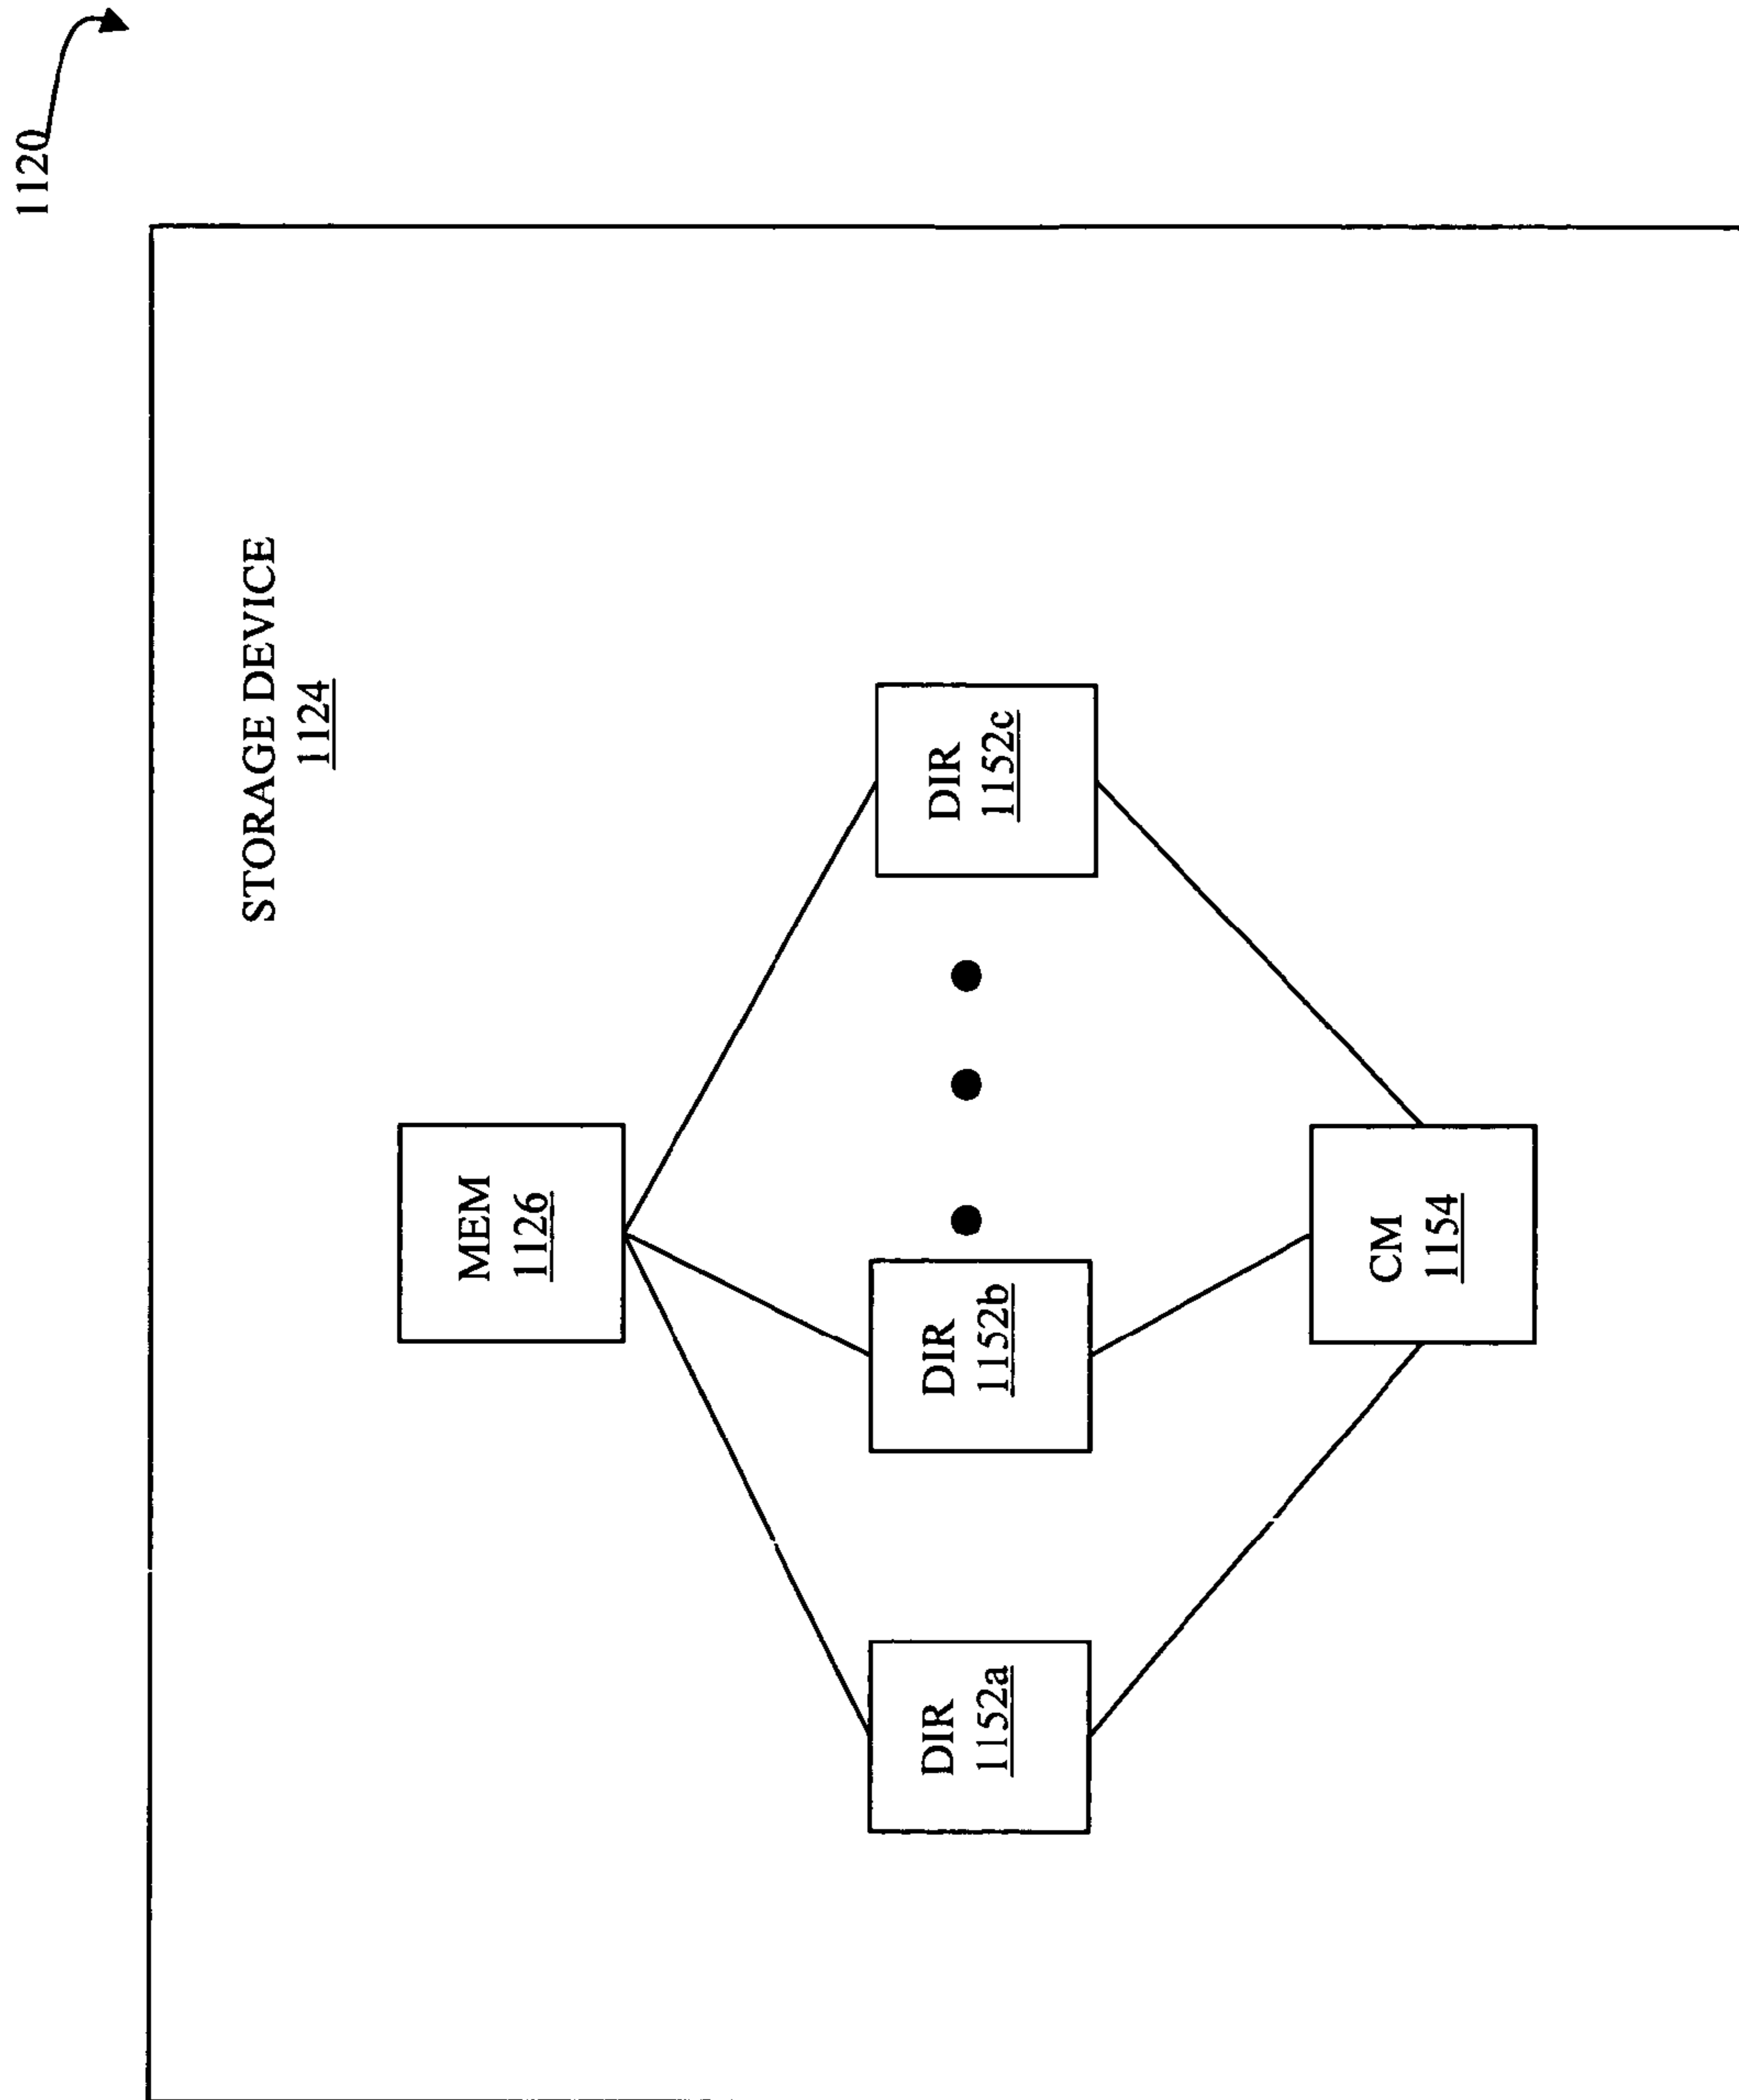 1120
STORAGE DEVICE
1124
MEM
1126
DIR
1152a
DIR
1152b
DIR
1152c
CM
1154